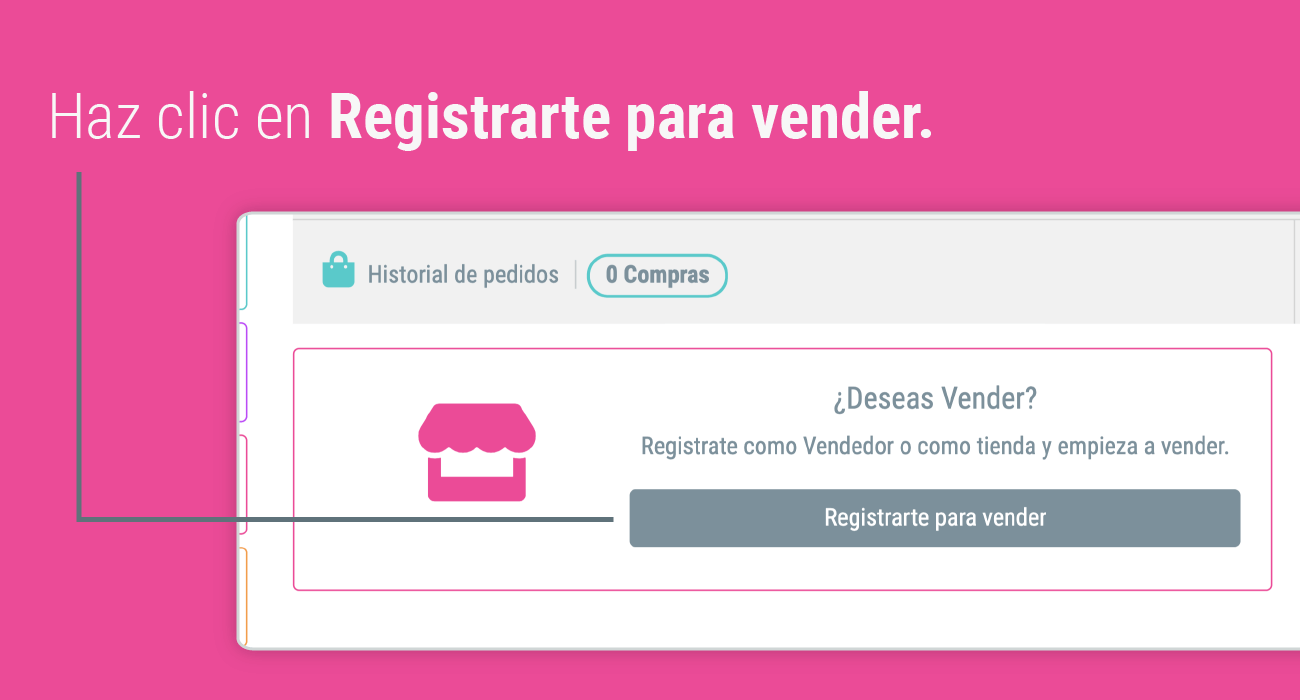 Haz clic en Registrarte para vender.
Historial de pedidos
0 Compras
¿Deseas Vender?
Registrate como Vendedor o como tienda y empieza a vender.
Registrarte para vender